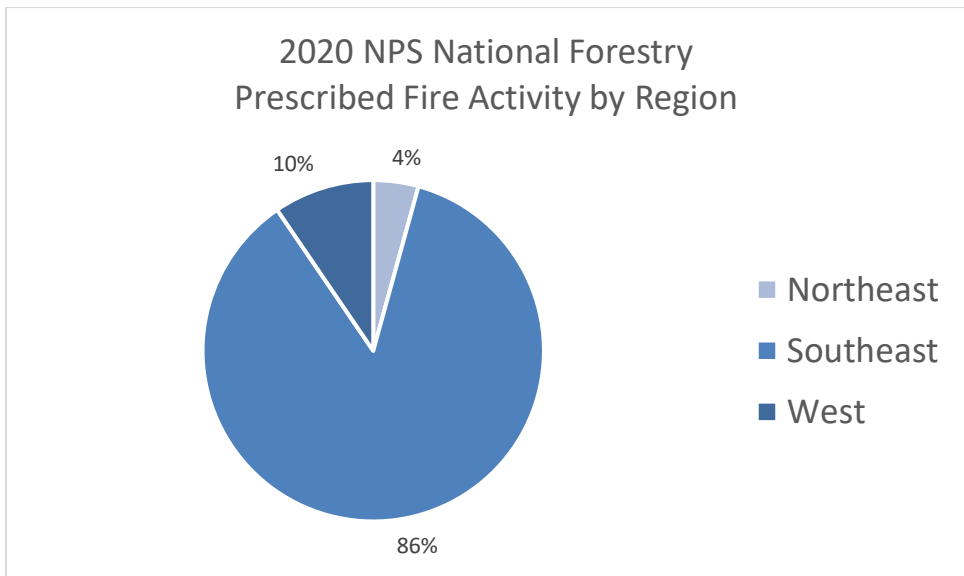 2020 NPS National Forestry
Prescribed Fire Activity by Region
10%
4%
Northeast
Southeast
West
86%